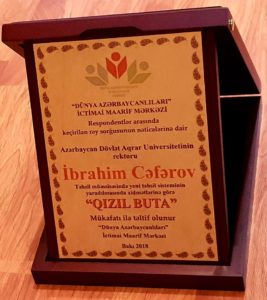 "DÜNYA AZƏRBAYCANLILARI"
İCTİMAİ MAARİF MƏRKƏZİ
Respondentlər arasında
keçirilən rəy sorğusunun nəticələrinə dair
Azərbaycan Dövlət Aqrar Universitetinin
rektoru
İbrahim Cəfərov
Təhsil müəssisəsində yeni təhsil sisteminin
yaradılmasında xidmətlərinə görə
"QIZIL BUTA"
Mükafatı ilə təltif olunur
"Dünya Azərbaycanlıları"
İctimai Maarif Mərkəzi
Bakı 2018